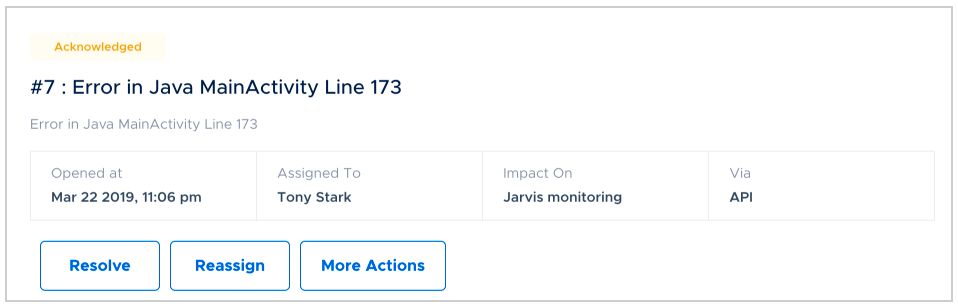 Acknowledged
#7 : Error in Java MainActivity Line 173
Error in Java MainActivity Line 173
Opened at
Mar 22 2019, 11:06 pm
Assigned To
Tony Stark
Impact On
Jarvis monitoring
Via
API
Resolve
Reassign
More Actions